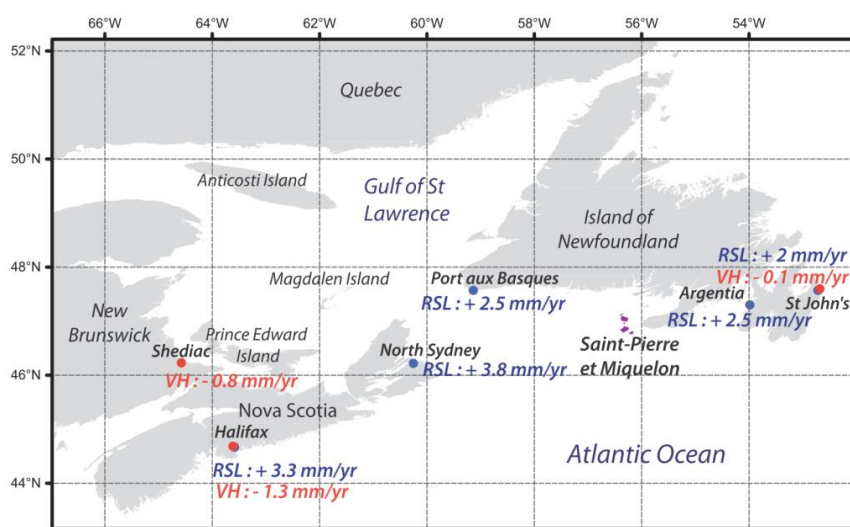 66°W 64°W 62°W 60°W 58°W 56°W 54°W
52°N
Quebec
50°N
Anticosti Island
Gulf of St
Lawrence
Island of
Newfoundland
RSL : + 2 mm/yr
48°N
Magdalen Island
Port aux Basques
VH : - 0.1 mm/yr
RSL : + 2.5 mm/yr
Argentia
St John's
New
Brunswick
Prince Edward
Island
RSL : + 2.5 mm/yr
Shediac
North Sydney
Saint-Pierre
et Miquelon
46°N
VH : - 0.8 mm/yr
RSL : + 3.8 mm/yr
Nova Scotia
Halifax
Atlantic Ocean
44°N
RSL : + 3.3 mm/yr
VH : - 1.3 mm/yr